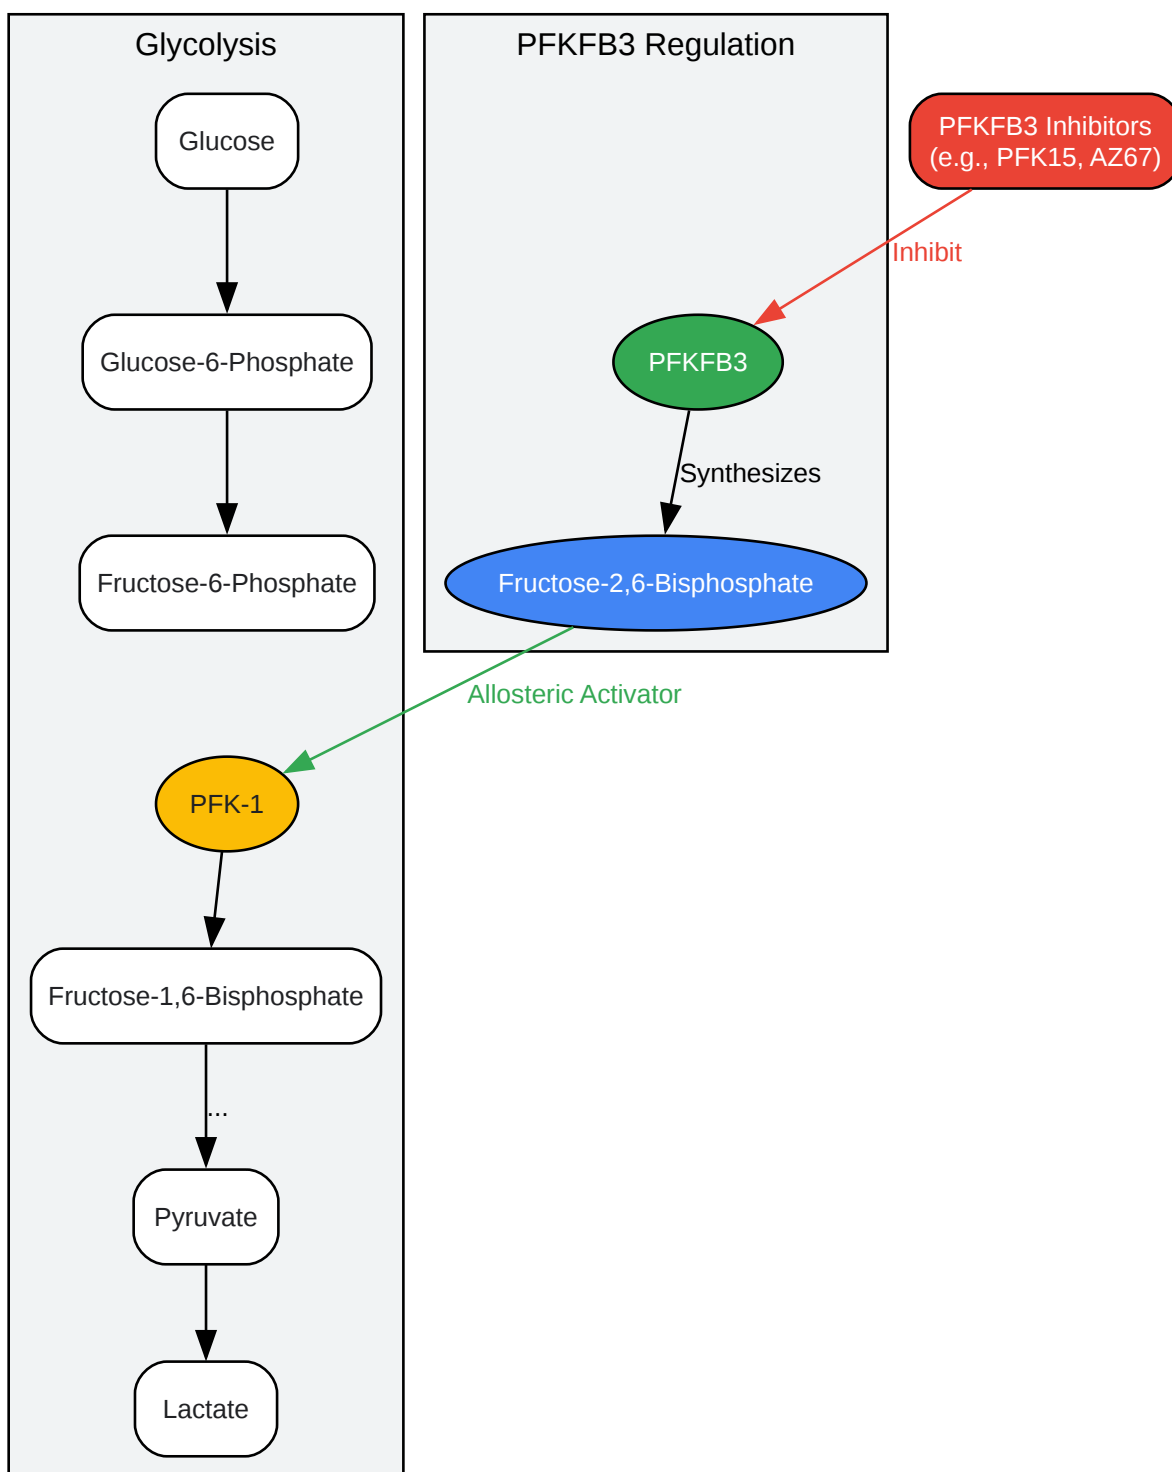 Glycolysis
Glucose
Glucose-6-Phosphate
Fructose-6-Phosphate
PFK-1
Fructose-1,6-Bisphosphate
...
Pyruvate
Lactate
PFKFB3 Regulation
PFKFB3
Synthesizes
Fructose-2,6-Bisphosphate
Allosteric Activator
PFKFB3 Inhibitors
(e.g., PFK15, AZ67)
Inhibit